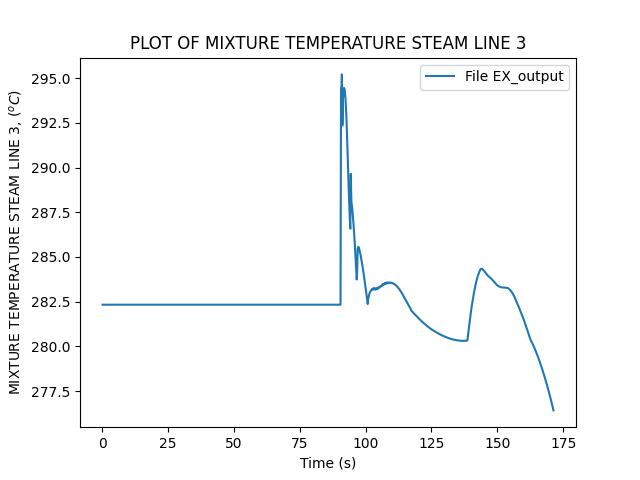 PLOT OF MIXTURE TEMPERATURE STEAM LINE 3
File EX_output
MIXTURE TEMPERATURE STEAM LINE 3, (°C)
295.0
292.5
290.0
287.5
285.0
282.5
280.0
277.5
0 25 50 75 100 125 150 175
Time (s)